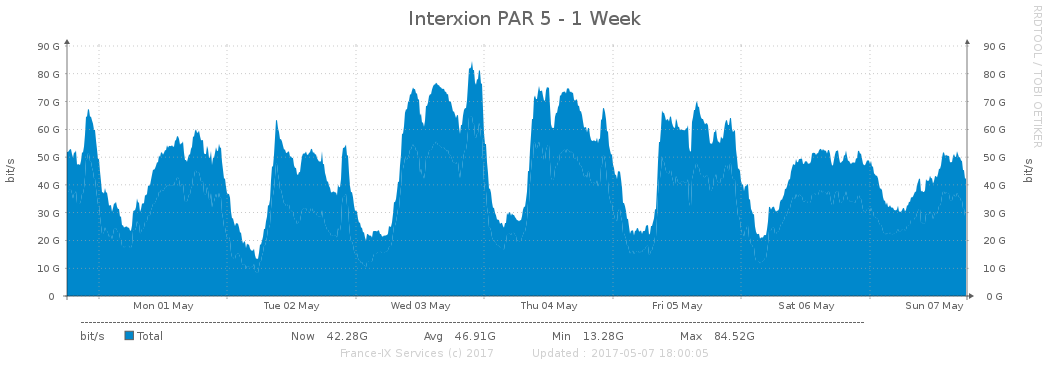 Interxion PAR 5 - 1 Week
RRDTOOL / TOBI OETIKER
90 G 90 G
80 G 80 G
70 G 70 G
60 G 60 G
50 G 50 G
40 G 40 G
30 G 30 G
20 G 20 G
10 G 10 G
0 0 G
bit/s
bit/s
Mon 01 May Tue 02 May Wed 03 May Thu 04 May Fri 05 May Sat 06 May Sun 07 May
bit/s Total Now 42.28G Avg 46.91G Min 13.28G Max 84.52G
France-IX Services (c) 2017 Updated : 2017-05-07 18:00:05